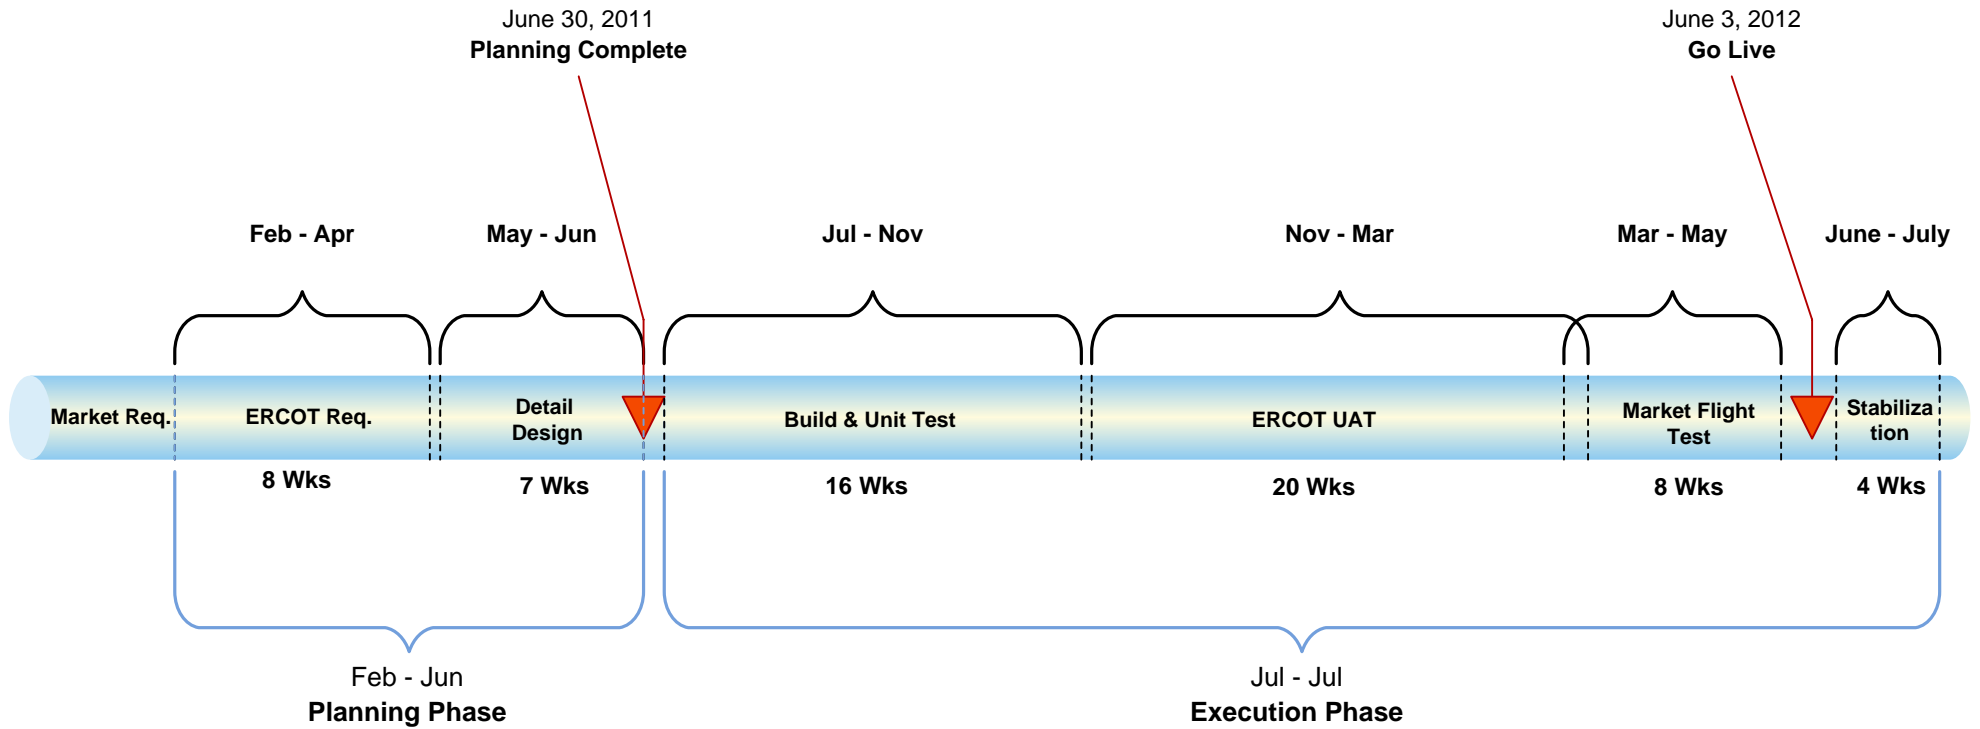 June 30, 2011
Planning Complete
June 3, 2012
Go Live
Feb - Apr
May - Jun
Jul - Nov
Nov - Mar
Mar - May
June - July
Market Req.
ERCOT Req.
Detail
Design
Build & Unit Test
ERCOT UAT
Market Flight
Test
Stabiliza
tion
8 Wks
7 Wks
16 Wks
20 Wks
8 Wks
4 Wks
Feb - Jun
Planning Phase
Jul - Jul
Execution Phase